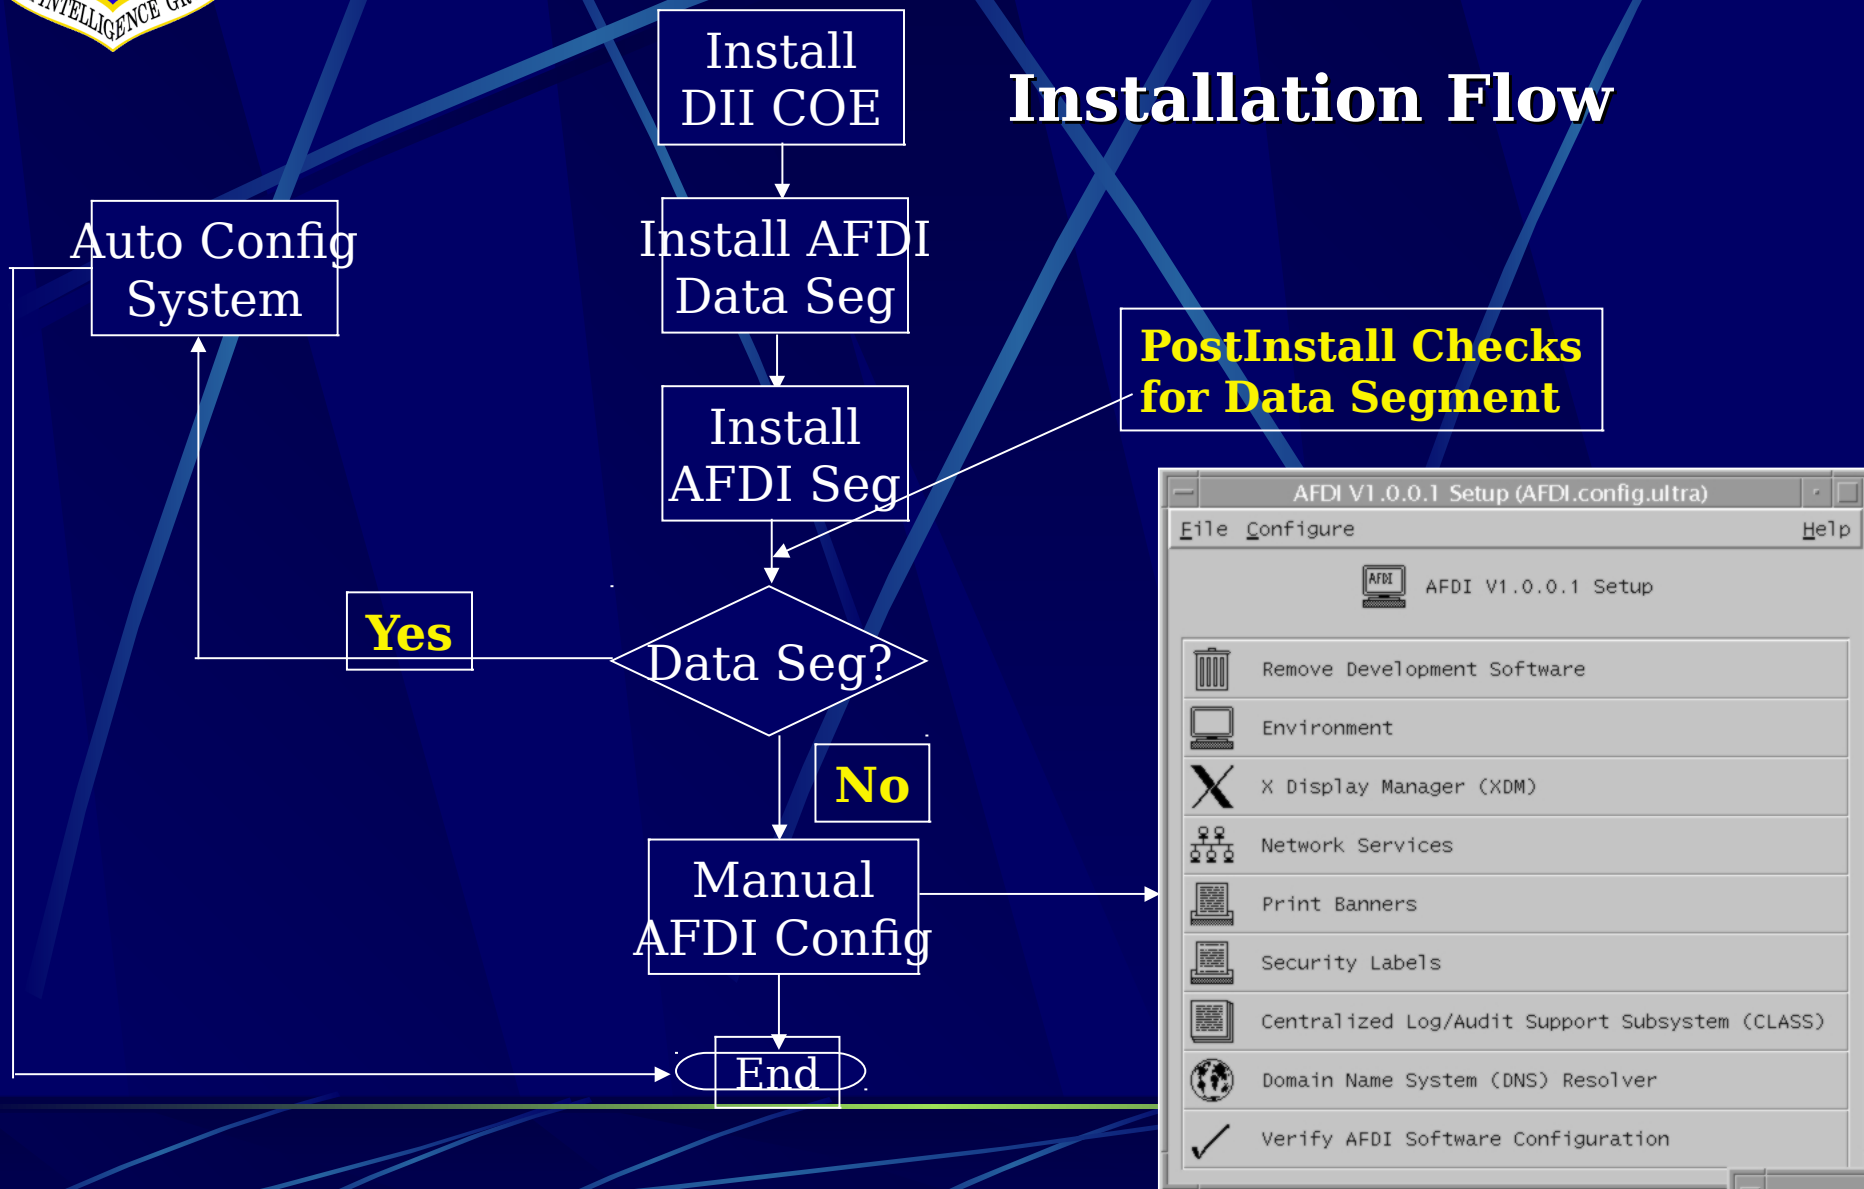 INTELLIGENCE GR
Install
DII COE
Installation Flow
Auto Config
System
Install AFDI
Data Seg
PostInstall Checks
for Data Segment
Install
AFDI Seg
Yes
Data Seg?
No
Manual
AFDI Config
End
AFDI V1.0.0.1 Setup (AFDI.config.ultra)
File Configure Help
AFDI
AFDI V1.0.0.1 Setup
Remove Development Software
Environment
X Display Manager (XDM)
Network Services
Print Banners
Security Labels
Centralized Log/Audit Support Subsystem (CLASS)
Domain Name System (DNS) Resolver
Verify AFDI Software Configuration